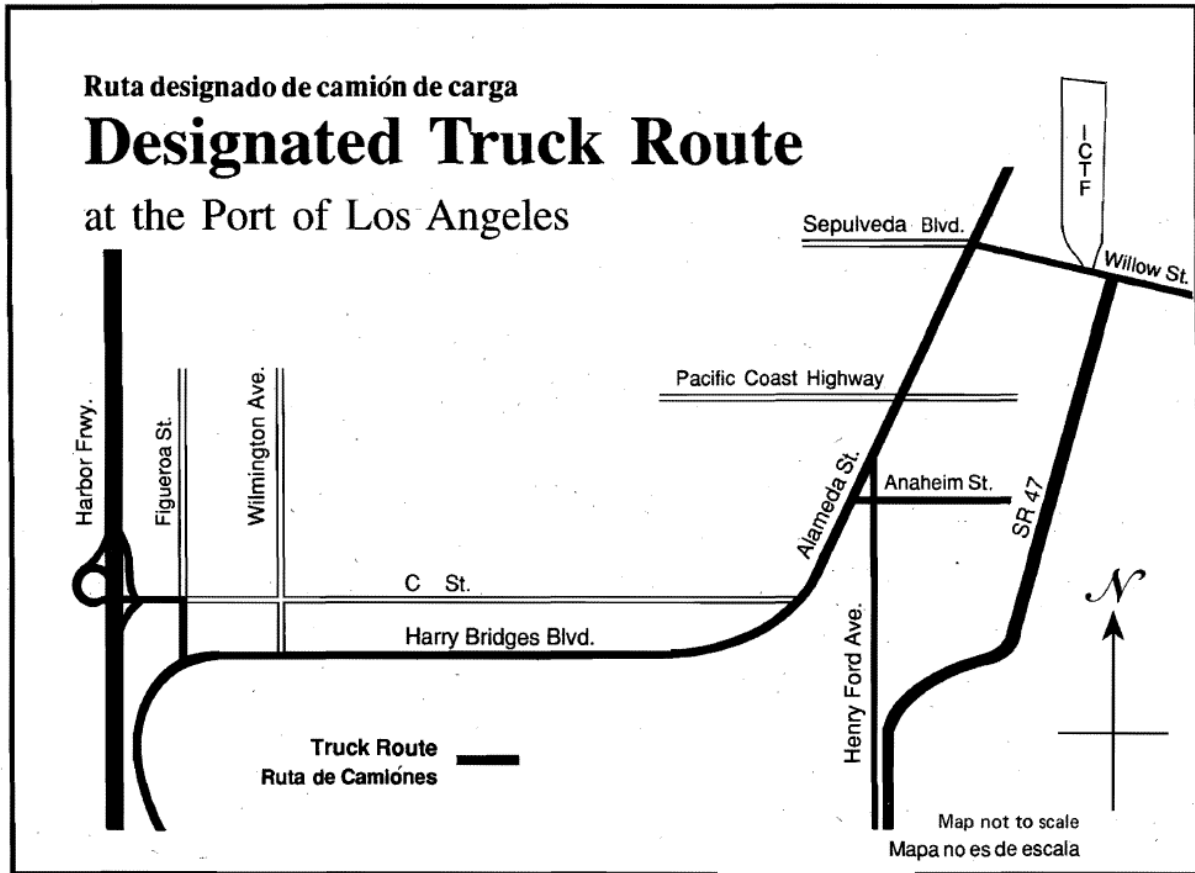 Ruta designado de camión de carga
Designated Truck Route
at the Port of Los Angeles
ICTF
Sepulveda Blvd.
Willow St.
Pacific Coast Highway
Harbor Frwy.
Figueroa St.
Wilmington Ave.
Alameda St.
Anaheim St.
SR 47
C St.
Harry Bridges Blvd.
Henry Ford Ave.
N
Truck Route
Ruta de Camiónes
Map not to scale
Mapa no es de escala